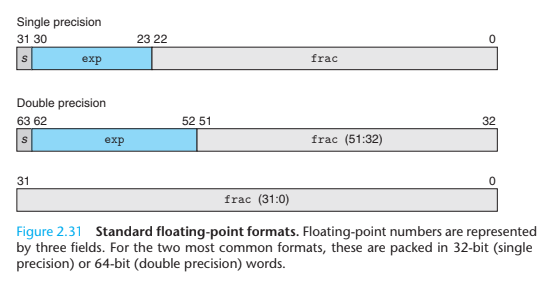 Single precision
31 30 23 22 0
s exp frac
Double precision
63 62 52 51 32
s exp frac (51:32)
31 0
frac (31:0)
Figure 2.31 Standard floating-point formats. Floating-point numbers are represented
by three fields. For the two most common formats, these are packed in 32-bit (single
precision) or 64-bit (double precision) words.